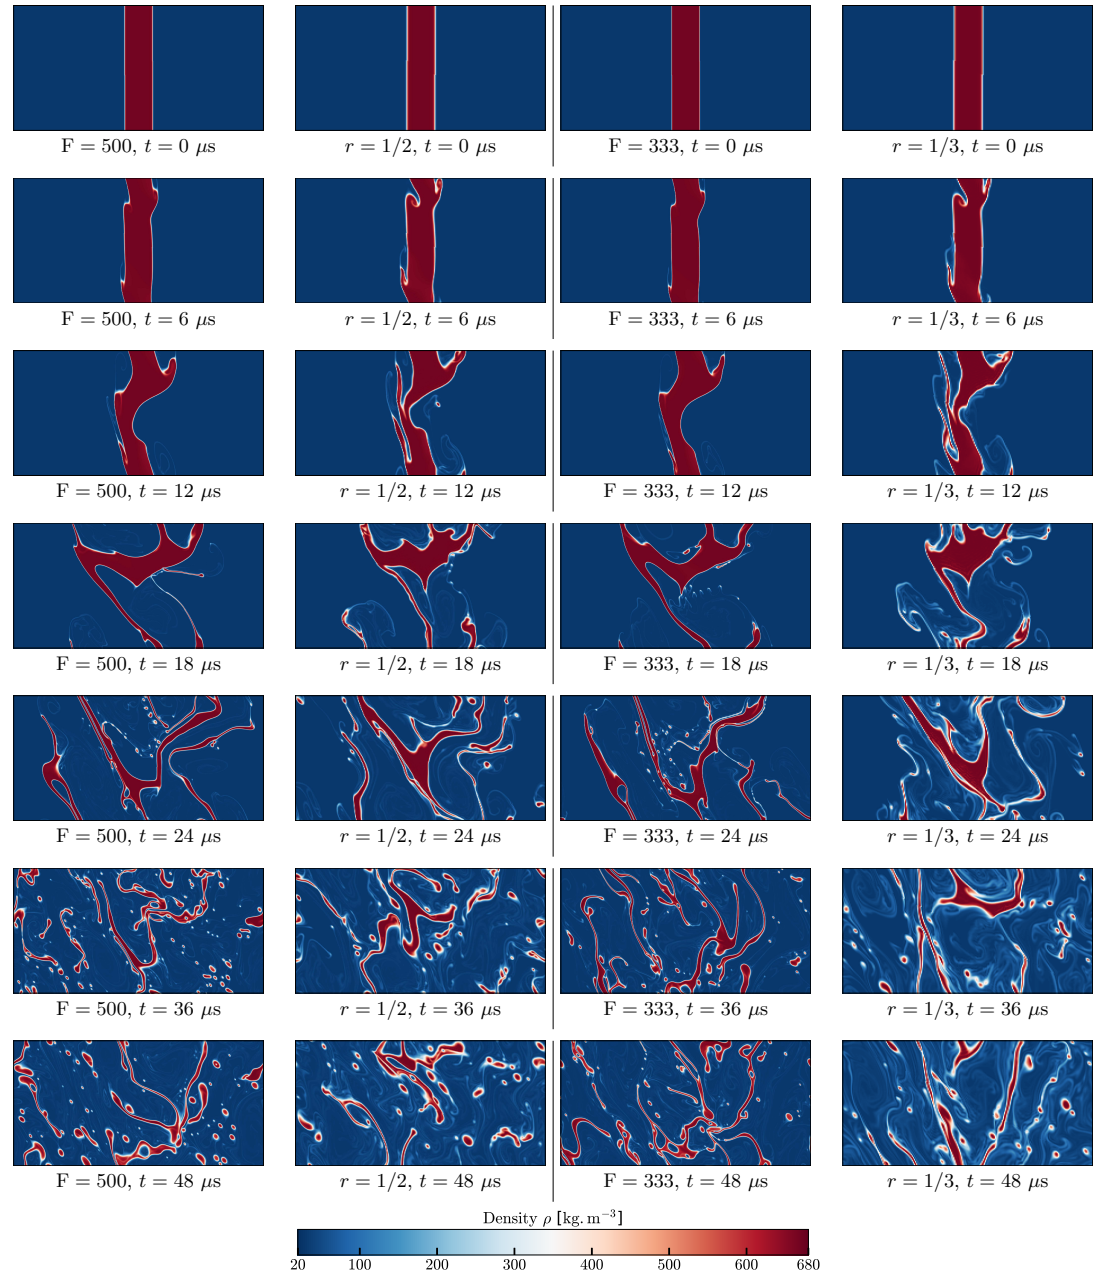 F = 500, t = 0 μs
r = 1/2, t = 0 μs
F = 333, t = 0 μs
r = 1/3, t = 0 μs
F = 500, t = 6 μs
r = 1/2, t = 6 μs
F = 333, t = 6 μs
r = 1/3, t = 6 μs
F = 500, t = 12 μs
r = 1/2, t = 12 μs
F = 333, t = 12 μs
r = 1/3, t = 12 μs
F = 500, t = 18 μs
r = 1/2, t = 18 μs
F = 333, t = 18 μs
r = 1/3, t = 18 μs
F = 500, t = 24 μs
r = 1/2, t = 24 μs
F = 333, t = 24 μs
r = 1/3, t = 24 μs
F = 500, t = 36 μs
r = 1/2, t = 36 μs
F = 333, t = 36 μs
r = 1/3, t = 36 μs
F = 500, t = 48 μs
r = 1/2, t = 48 μs
F = 333, t = 48 μs
r = 1/3, t = 48 μs
Density ρ [kg.m⁻³]
20 100 200 300 400 500 600 680